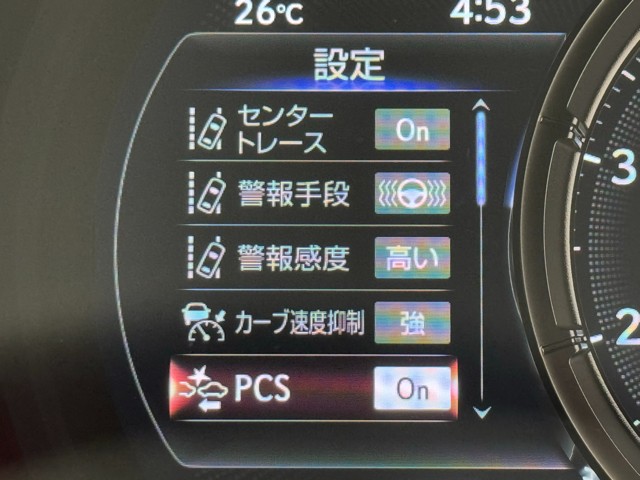 26℃ 4:53
設定
センター
トレース On
警報手段
警報感度 高い
カーブ速度抑制 強
PCS On
3
2